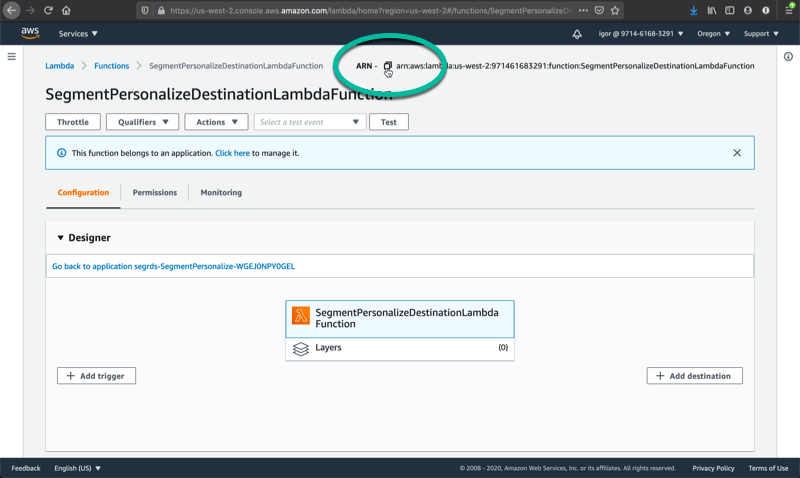 https://us-west-2.console.aws.amazon.com/lambda/home?region=us-west-2#/functions/SegmentPersonalizeDes
aws Services igor @ 9714-6168-3291 Oregon Support
Lambda > Functions > SegmentPersonalizeDestinationLambdaFunction ARN - arn:aws:lambda:us-west-2:971461683291:function:SegmentPersonalizeDestinationLambdaFunction
SegmentPersonalizeDestinationLambdaFunction
Throttle Qualifiers Actions Select a test event Test
This function belongs to an application. Click here to manage it.
Configuration Permissions Monitoring
Designer
Go back to application segrds-SegmentPersonalize-WGEJ0NPY0GEL
SegmentPersonalizeDestinationLambda
Function
Layers (0)
+ Add trigger + Add destination
Feedback English (US) © 2008 - 2020, Amazon Web Services, Inc. or its affiliates. All rights reserved. Privacy Policy Terms of Use